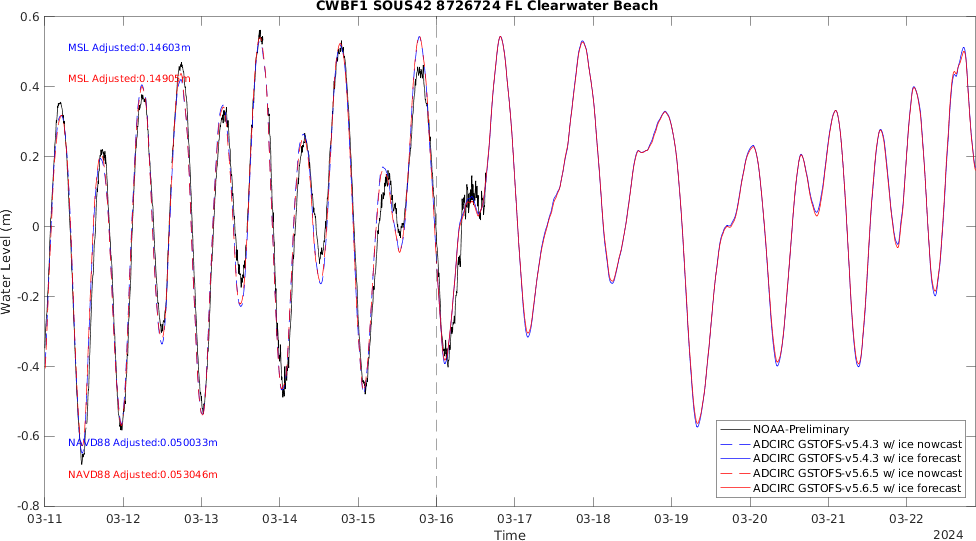 CWBF1 SOUS42 8726724 FL Clearwater Beach
0.6
MSL Adjusted:0.14603m
MSL Adjusted:0.14905m
0.4
0.2
0
-0.2
-0.4
-0.6
-0.8
Water Level (m)
NAVD88 Adjusted:0.050033m
NAVD88 Adjusted:0.053046m
NOAA-Preliminary
ADCIRC GSTOFS-v5.4.3 w/ ice nowcast
ADCIRC GSTOFS-v5.4.3 w/ ice forecast
ADCIRC GSTOFS-v5.6.5 w/ ice nowcast
ADCIRC GSTOFS-v5.6.5 w/ ice forecast
03-11 03-12 03-13 03-14 03-15 03-16 03-17 03-18 03-19 03-20 03-21 03-22
Time
2024